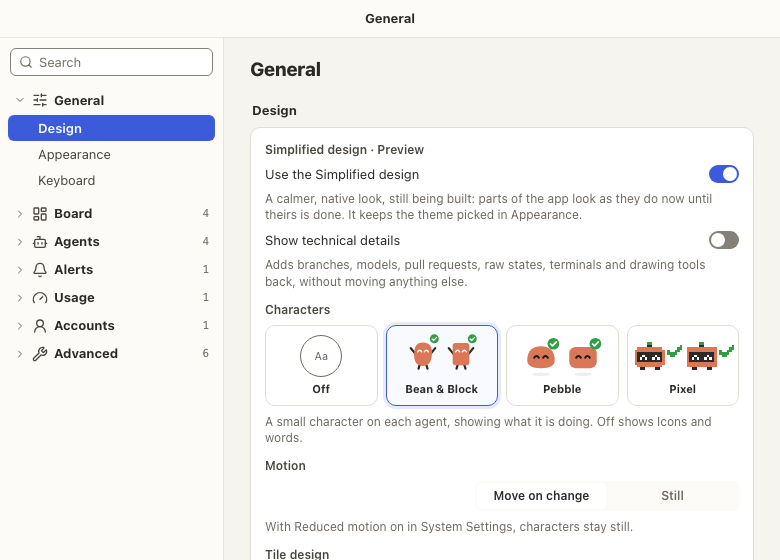 General
Search
General
Design
Appearance
Keyboard
Board 4
Agents 4
Alerts 1
Usage 1
Accounts 1
Advanced 6
General
Design
Simplified design · Preview
Use the Simplified design
A calmer, native look, still being built: parts of the app look as they do now until
theirs is done. It keeps the theme picked in Appearance.
Show technical details
Adds branches, models, pull requests, raw states, terminals and drawing tools
back, without moving anything else.
Characters
Aa
Off
Bean & Block
Pebble
Pixel
A small character on each agent, showing what it is doing. Off shows Icons and
words.
Motion
Move on change
Still
With Reduced motion on in System Settings, characters stay still.
Tile design